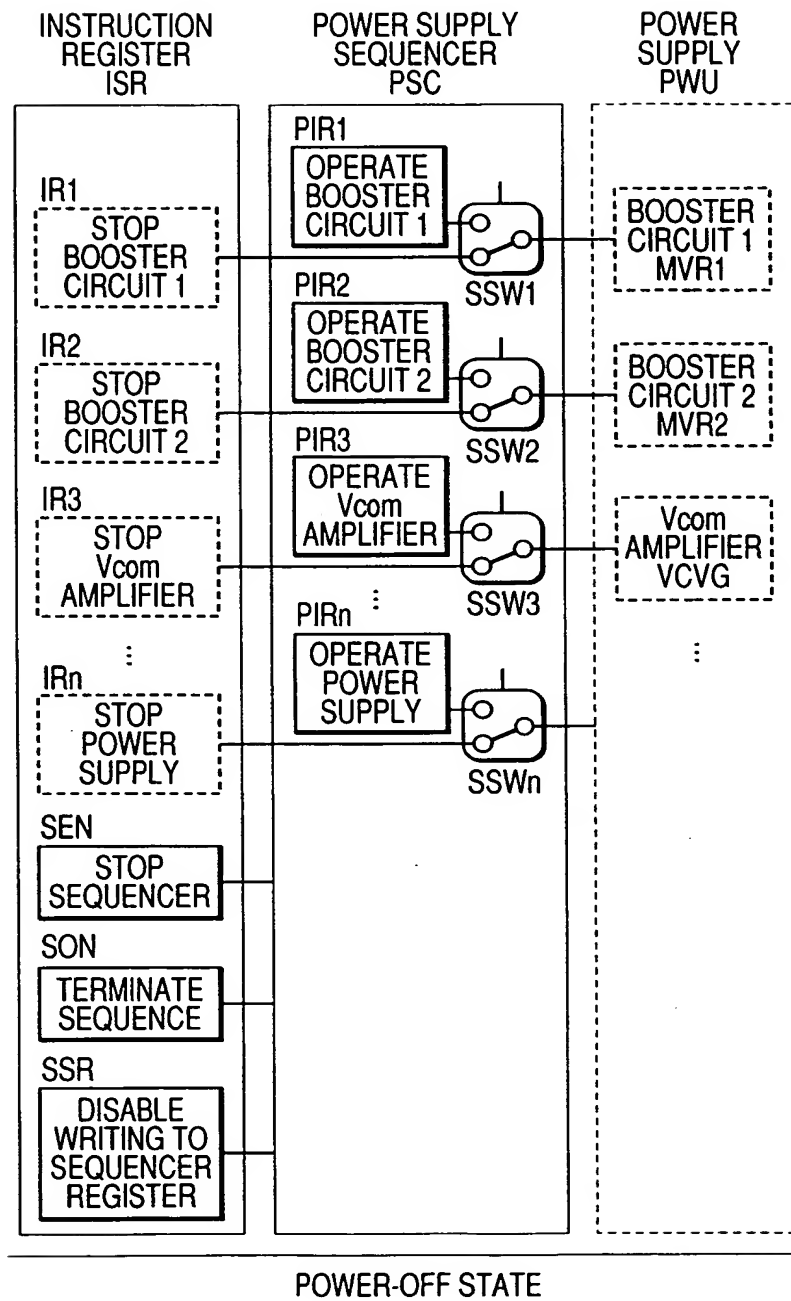 INSTRUCTION
REGISTER
ISR
POWER SUPPLY
SEQUENCER
PSC
POWER
SUPPLY
PWU
IR1
STOP
BOOSTER
CIRCUIT 1
IR2
STOP
BOOSTER
CIRCUIT 2
IR3
STOP
Vcom
AMPLIFIER
IRn
STOP
POWER
SUPPLY
SEN
STOP
SEQUENCER
SON
TERMINATE
SEQUENCE
SSR
DISABLE
WRITING TO
SEQUENCER
REGISTER
PIR1
OPERATE
BOOSTER
CIRCUIT 1
SSW1
PIR2
OPERATE
BOOSTER
CIRCUIT 2
SSW2
PIR3
OPERATE
Vcom
AMPLIFIER
SSW3
PIRn
OPERATE
POWER
SUPPLY
SSWn
BOOSTER
CIRCUIT 1
MVR1
BOOSTER
CIRCUIT 2
MVR2
Vcom
AMPLIFIER
VCVG
POWER-OFF STATE